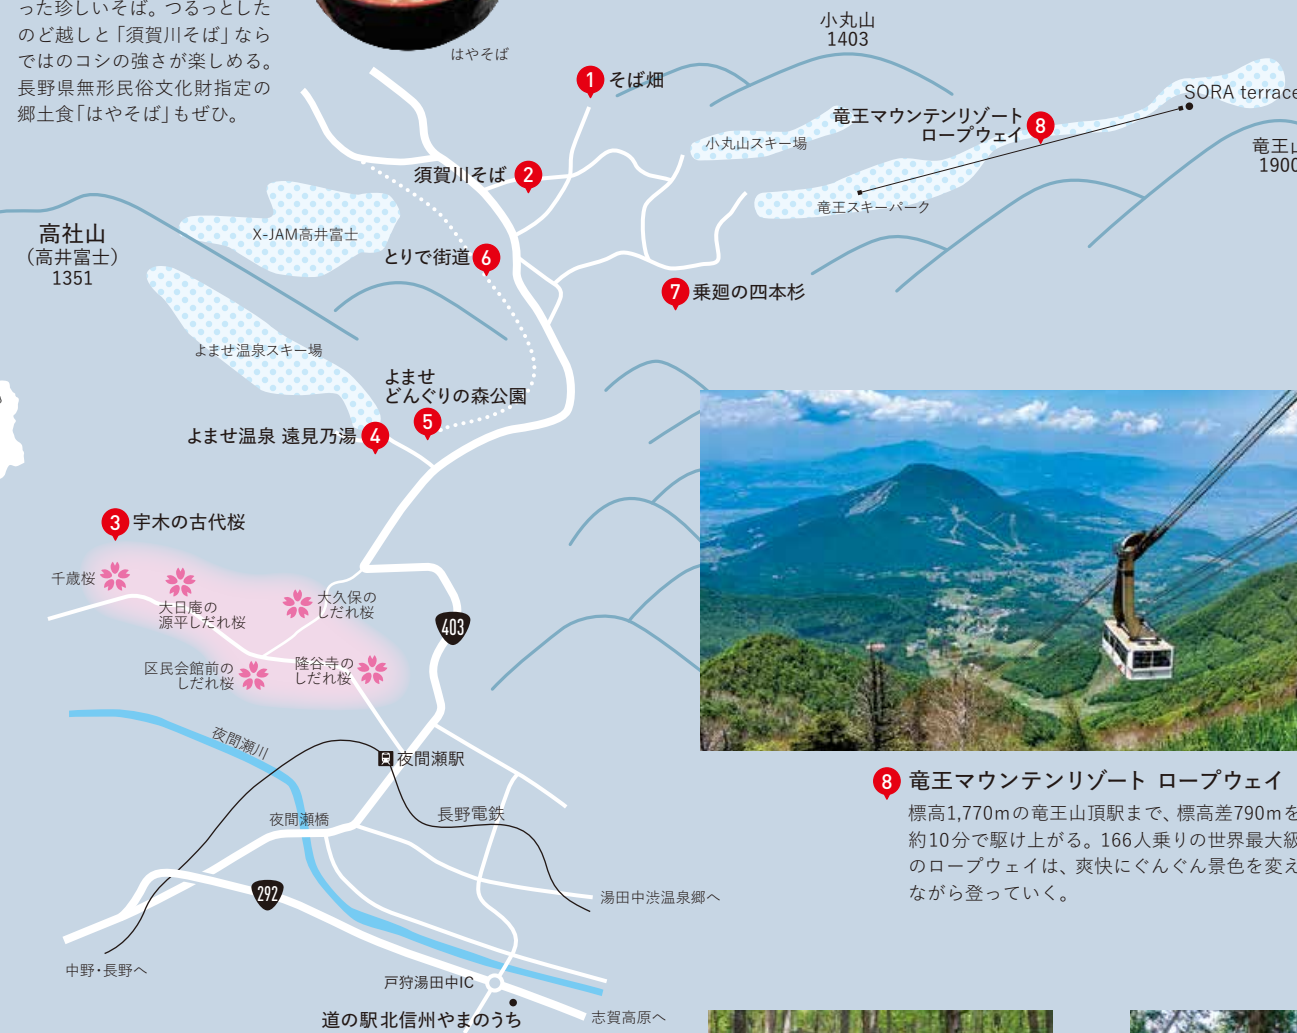 った珍しいそば。つるっとした
のど越しと「須賀川そば」なら
ではのコシの強さが楽しめる。
長野県無形民俗文化財指定の
郷土食「はやそば」もぜひ。
はやそば
小丸山
1403
1 そば畑
竜王マウンテンリゾート
ロープウェイ 8
SORA terrace
小丸山スキー場
竜王山
1900
須賀川そば 2
竜王スキーパーク
高社山
(高井富士)
1351
X-JAM高井富士
とりで街道 6
7 乗廻の四本杉
よませ温泉スキー場
よませ
どんぐりの森公園
5
よませ温泉 遠見乃湯 4
3 宇木の古代桜
千歳桜
大日庵の
源平しだれ桜
大久保の
しだれ桜
403
区民会館前の
しだれ桜
隆谷寺の
しだれ桜
夜間瀬川
夜間瀬駅
長野電鉄
夜間瀬橋
292
湯田中渋温泉郷へ
中野・長野へ
戸狩湯田中IC
道の駅北信州やまのうち
志賀高原へ
8 竜王マウンテンリゾート ロープウェイ
標高1,770mの竜王山頂駅まで、標高差790mを
約10分で駆け上がる。166人乗りの世界最大級
のロープウェイは、爽快にぐんぐん景色を変え
ながら登っていく。